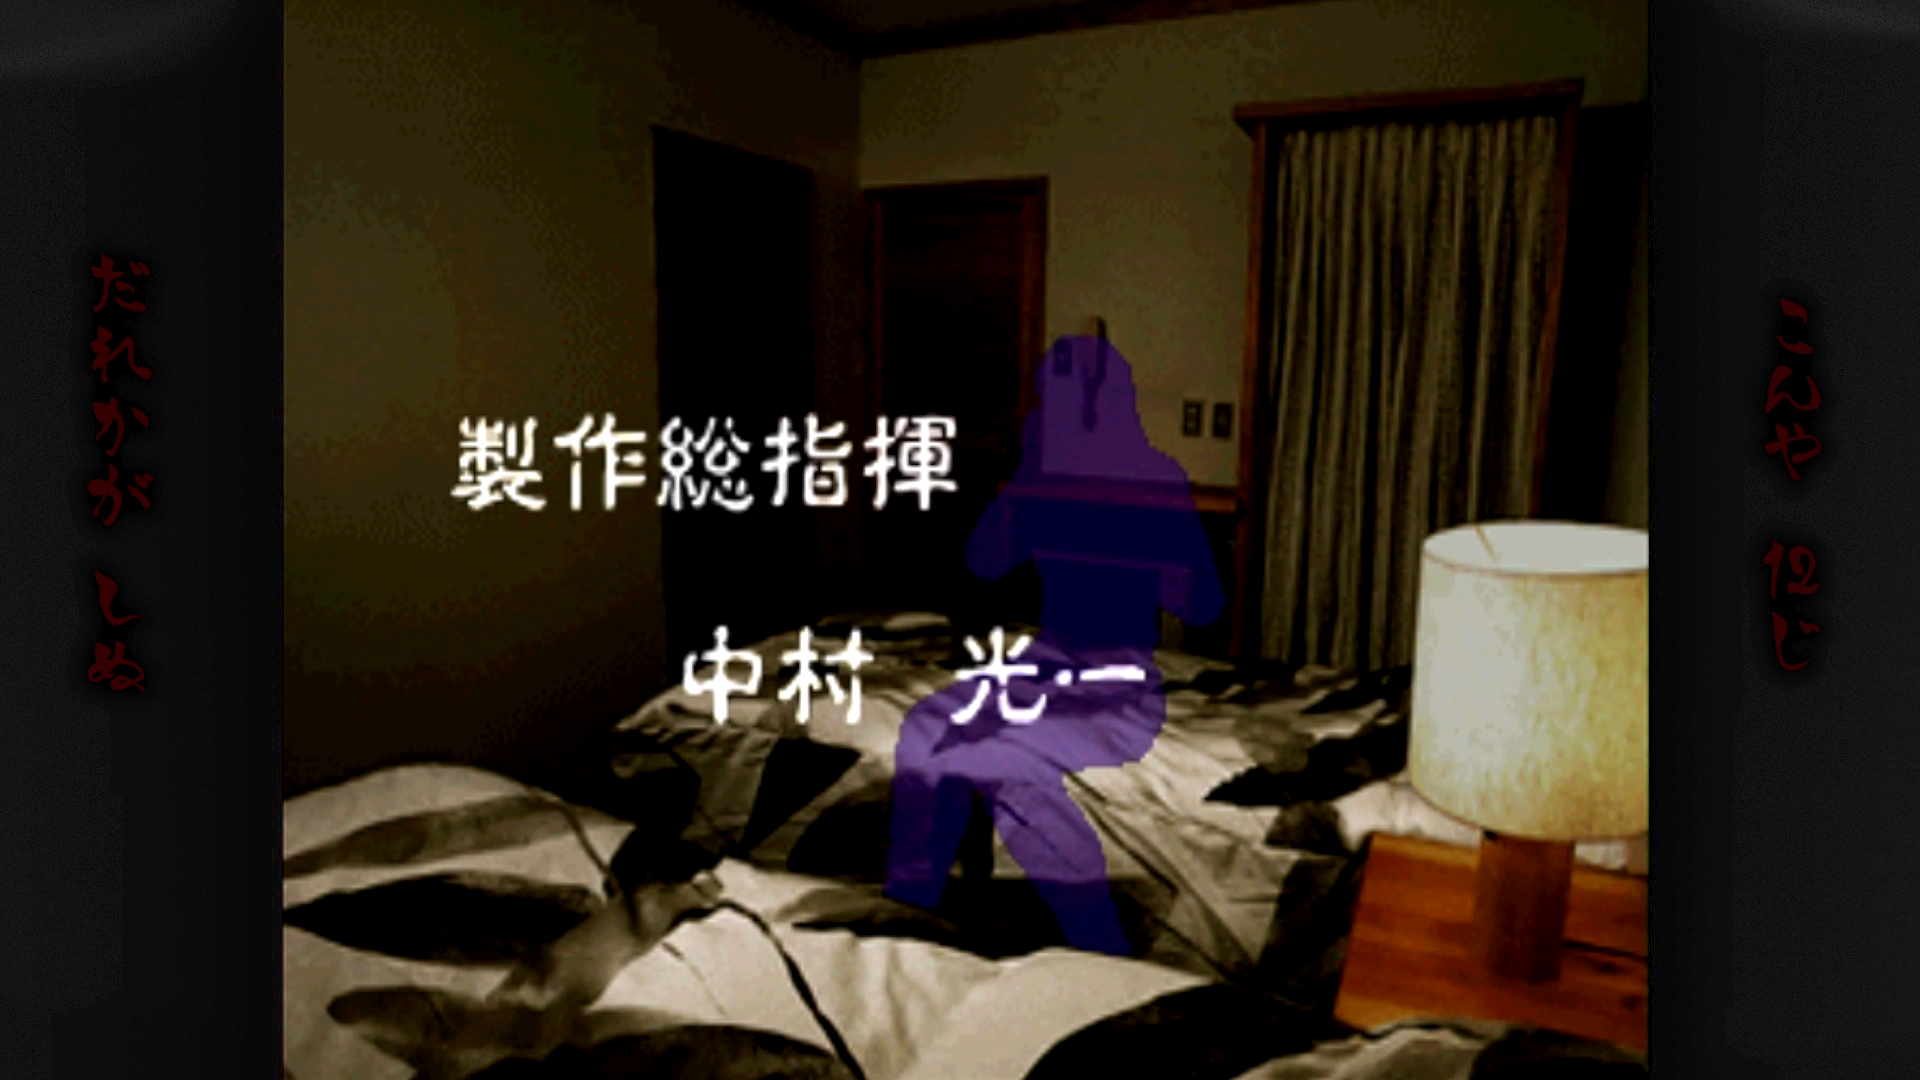 こんや 12じ
製作総指揮
中村 光一
だれかが しぬ